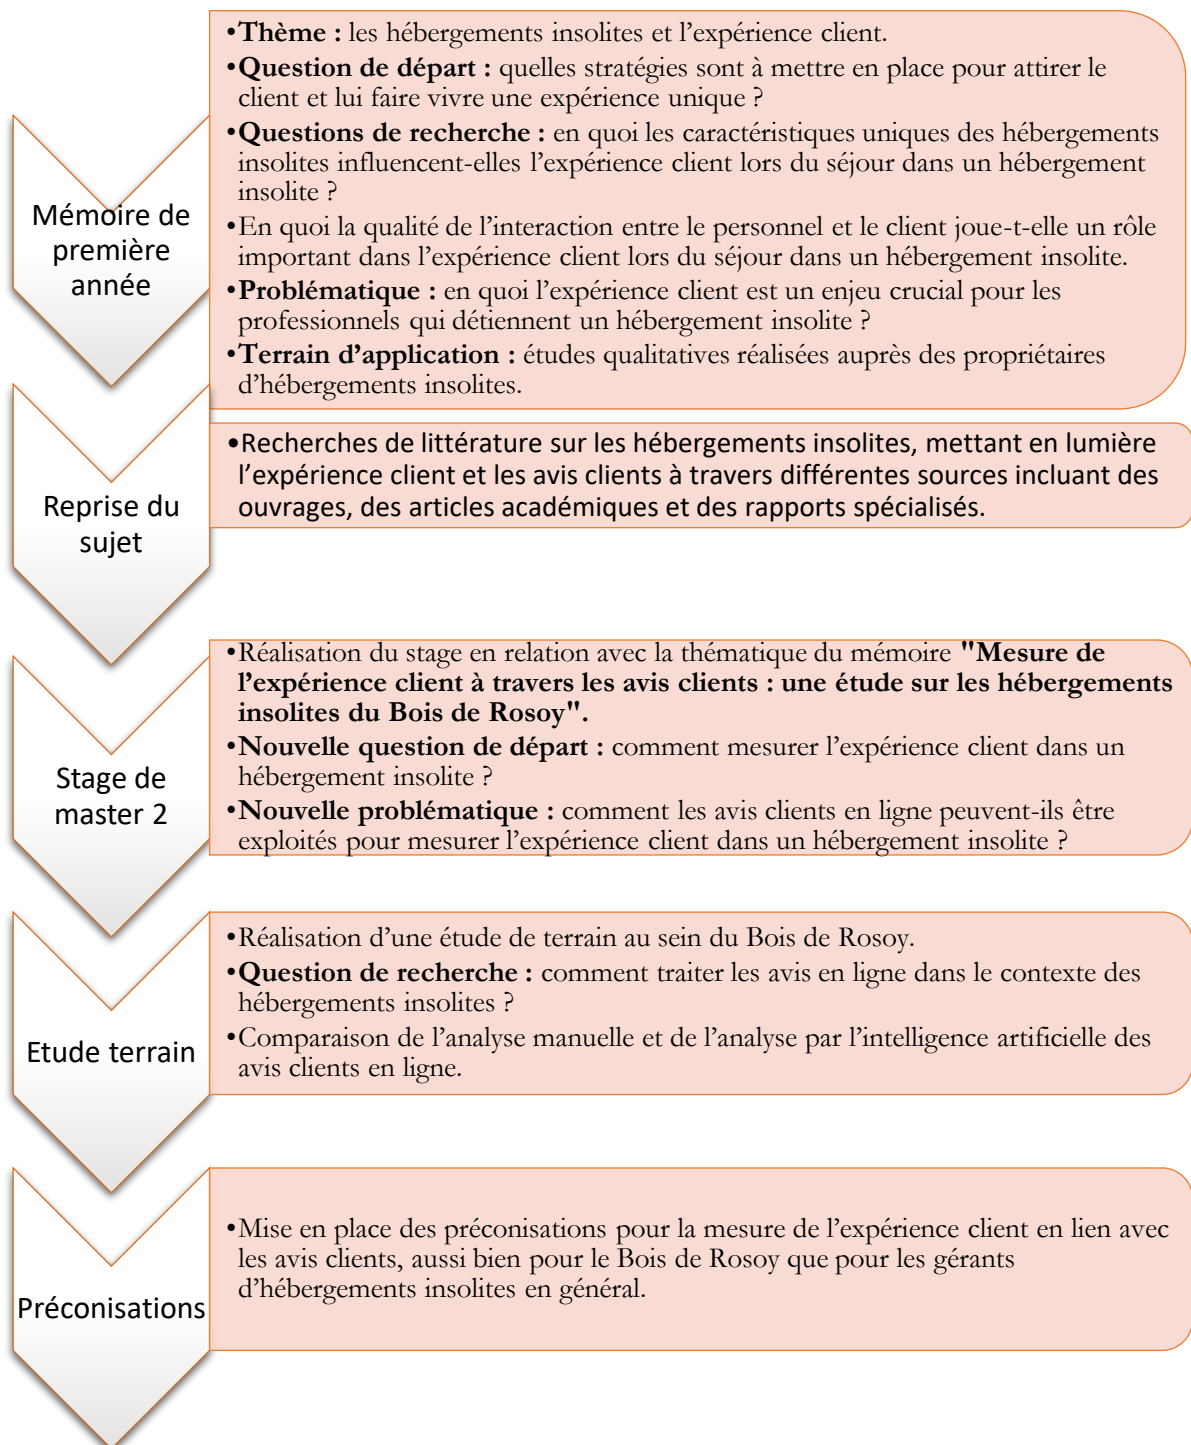 Mémoire de
première
année
•Thème : les hébergements insolites et l’expérience client.
•Question de départ : quelles stratégies sont à mettre en place pour attirer le
client et lui faire vivre une expérience unique ?
•Questions de recherche : en quoi les caractéristiques uniques des hébergements
insolites influencent-elles l’expérience client lors du séjour dans un hébergement
insolite ?
•En quoi la qualité de l’interaction entre le personnel et le client joue-t-elle un rôle
important dans l’expérience client lors du séjour dans un hébergement insolite.
•Problématique : en quoi l’expérience client est un enjeu crucial pour les
professionnels qui détiennent un hébergement insolite ?
•Terrain d’application : études qualitatives réalisées auprès des propriétaires
d’hébergements insolites.
Reprise du
sujet
•Recherches de littérature sur les hébergements insolites, mettant en lumière
l’expérience client et les avis clients à travers différentes sources incluant des
ouvrages, des articles académiques et des rapports spécialisés.
Stage de
master 2
•Réalisation du stage en relation avec la thématique du mémoire "Mesure de
l’expérience client à travers les avis clients : une étude sur les hébergements
insolites du Bois de Rosoy".
•Nouvelle question de départ : comment mesurer l’expérience client dans un
hébergement insolite ?
•Nouvelle problématique : comment les avis clients en ligne peuvent-ils être
exploités pour mesurer l’expérience client dans un hébergement insolite ?
Etude terrain
•Réalisation d’une étude de terrain au sein du Bois de Rosoy.
•Question de recherche : comment traiter les avis en ligne dans le contexte des
hébergements insolites ?
•Comparaison de l’analyse manuelle et de l’analyse par l’intelligence artificielle des
avis clients en ligne.
Préconisations
•Mise en place des préconisations pour la mesure de l’expérience client en lien avec
les avis clients, aussi bien pour le Bois de Rosoy que pour les gérants
d’hébergements insolites en général.